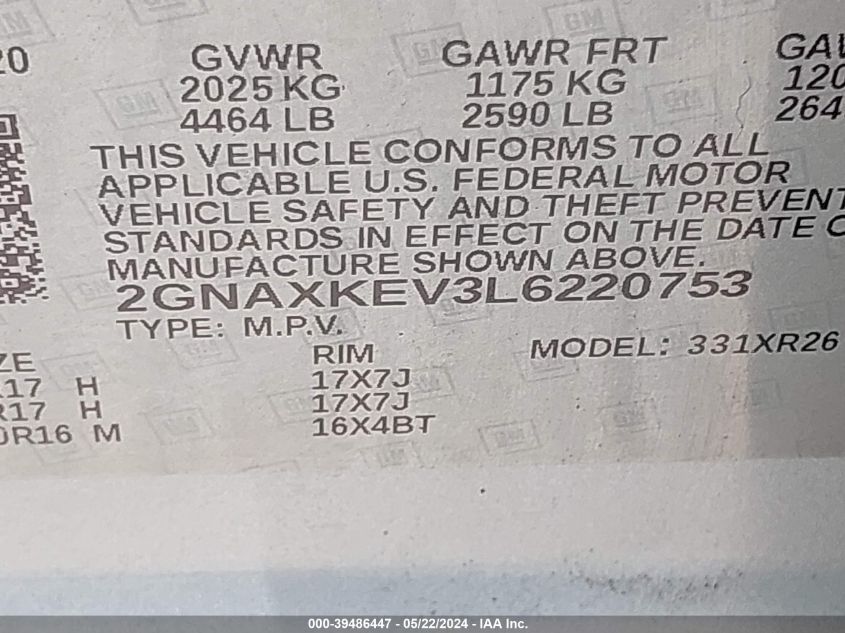 20 GVWR GAWR FRT GAW
2025 KG 1175 KG 120
4464 LB 2590 LB 264
THIS VEHICLE CONFORMS TO ALL
APPLICABLE U.S. FEDERAL MOTOR
VEHICLE SAFETY AND THEFT PREVENT
STANDARDS IN EFFECT ON THE DATE O
MANUFACTURE SHOWN ABOVE.
2GNAXKEV3L6220753
TYPE: M.P.V.
ZE RIM MODEL: 331XR26
R17 H 17X7J
R17 H 17X7J
0R16 M 16X4BT
000-39486447 - 05/22/2024 - IAA Inc.